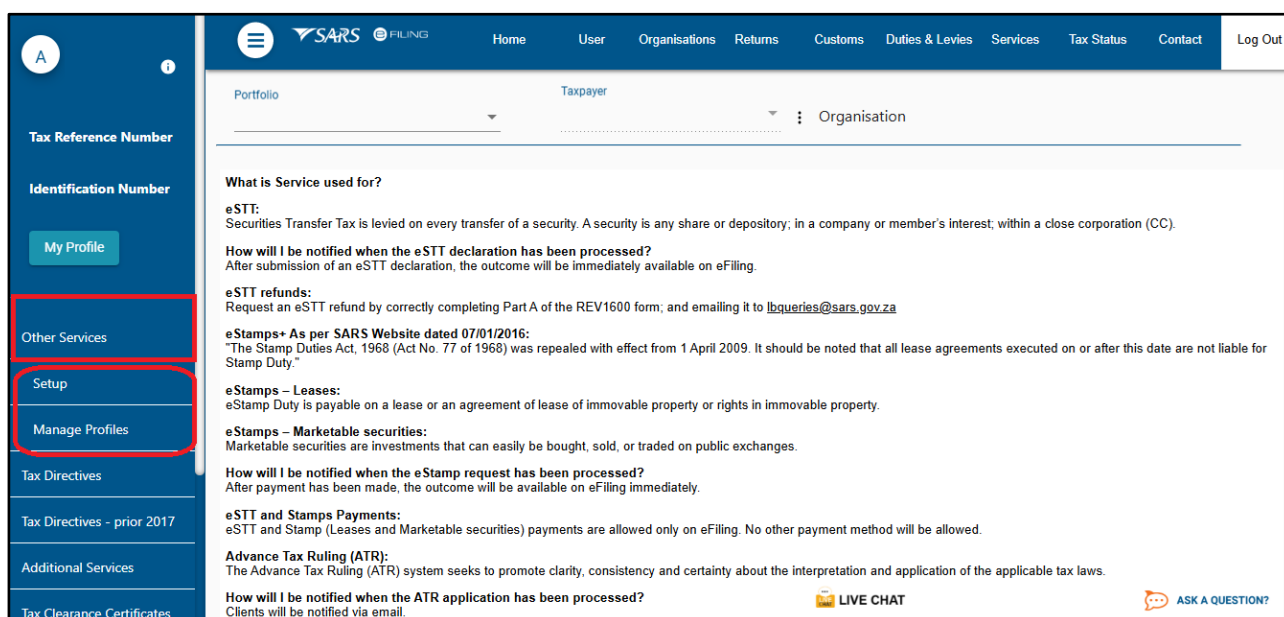 SARS eFILING
Home User Organisations Returns Customs Duties & Levies Services Tax Status Contact Log Out
A
i
Tax Reference Number
Identification Number
My Profile
Other Services
Setup
Manage Profiles
Tax Directives
Tax Directives - prior 2017
Additional Services
Tax Clearance Certificates
Portfolio
Taxpayer
Organisation
What is Service used for?
eSTT:
Securities Transfer Tax is levied on every transfer of a security. A security is any share or depository; in a company or member's interest; within a close corporation (CC).
How will I be notified when the eSTT declaration has been processed?
After submission of an eSTT declaration, the outcome will be immediately available on eFiling.
eSTT refunds:
Request an eSTT refund by correctly completing Part A of the REV1600 form; and emailing it to lbqueries@sars.gov.za
eStamps+ As per SARS Website dated 07/01/2016:
"The Stamp Duties Act, 1968 (Act No. 77 of 1968) was repealed with effect from 1 April 2009. It should be noted that all lease agreements executed on or after this date are not liable for
Stamp Duty."
eStamps – Leases:
eStamp Duty is payable on a lease or an agreement of lease of immovable property or rights in immovable property.
eStamps – Marketable securities:
Marketable securities are investments that can easily be bought, sold, or traded on public exchanges.
How will I be notified when the eStamp request has been processed?
After payment has been made, the outcome will be available on eFiling immediately.
eSTT and Stamps Payments:
eSTT and Stamp (Leases and Marketable securities) payments are allowed only on eFiling. No other payment method will be allowed.
Advance Tax Ruling (ATR):
The Advance Tax Ruling (ATR) system seeks to promote clarity, consistency and certainty about the interpretation and application of the applicable tax laws.
How will I be notified when the ATR application has been processed?
Clients will be notified via email.
LIVE CHAT
ASK A QUESTION?